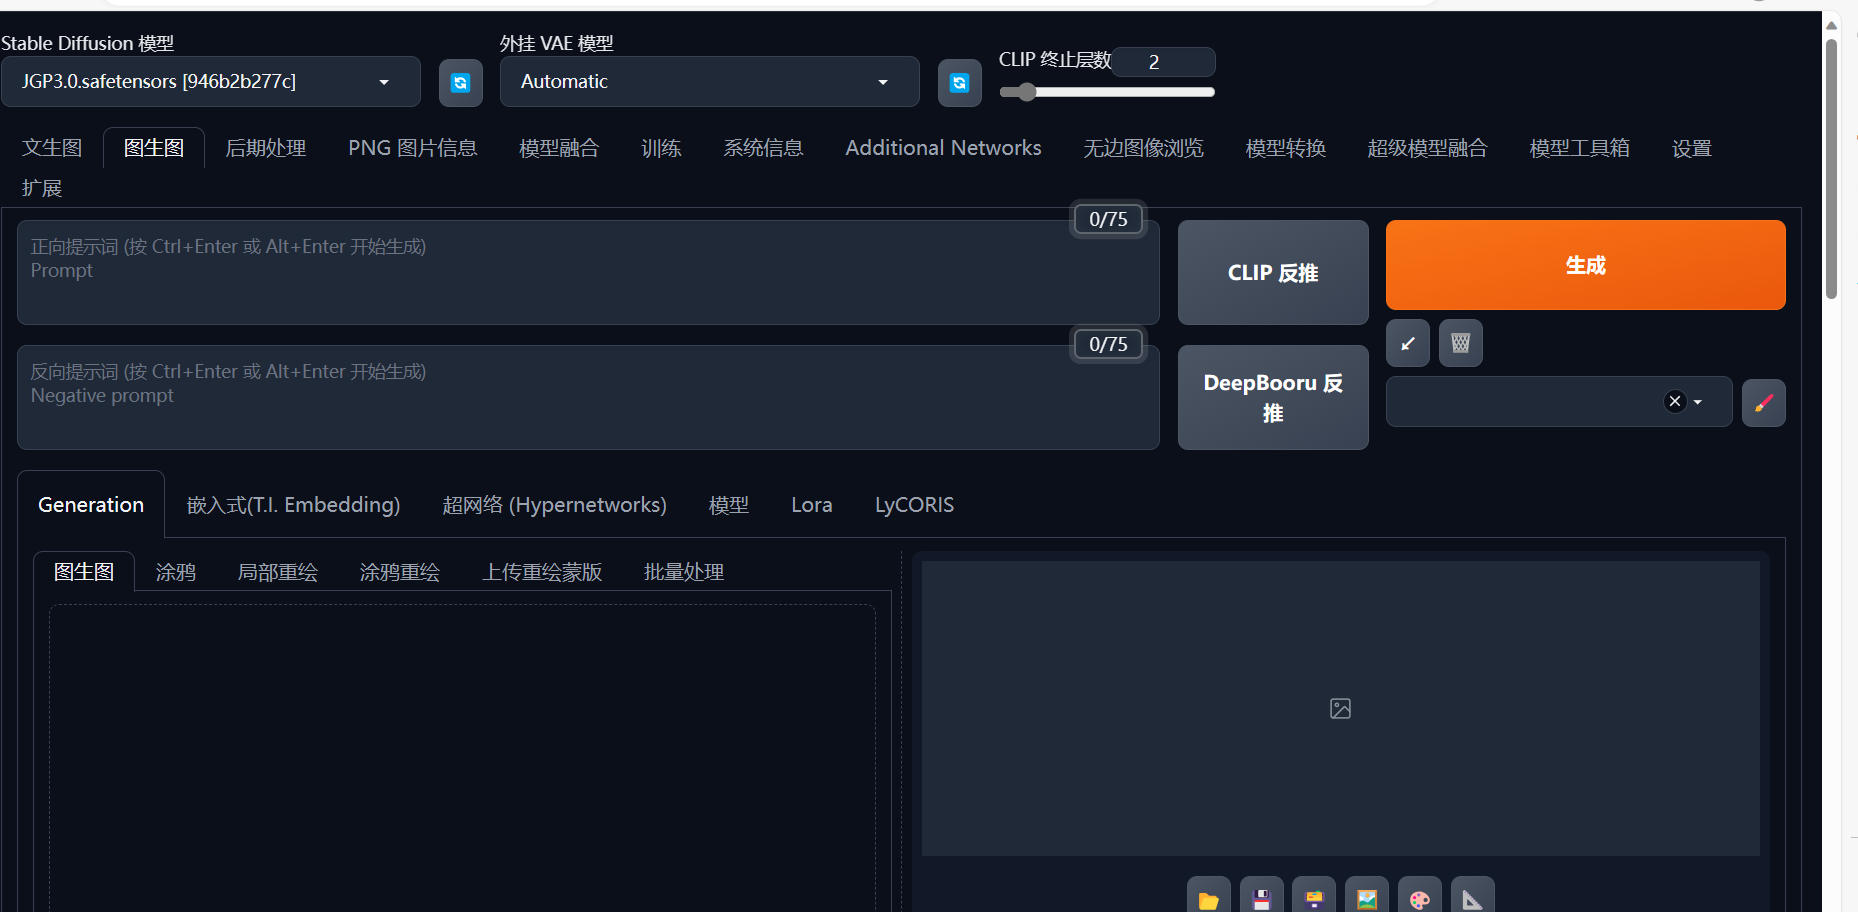 Stable Diffusion 模型
外挂 VAE 模型
CLIP 终止层数
2
JGP3.0.safetensors [946b2b277c]
Automatic
文生图
图生图
后期处理
PNG 图片信息
模型融合
训练
系统信息
Additional Networks
无边图像浏览
模型转换
超级模型融合
模型工具箱
设置
扩展
0/75
正向提示词 (按 Ctrl+Enter 或 Alt+Enter 开始生成)
Prompt
CLIP 反推
生成
0/75
反向提示词 (按 Ctrl+Enter 或 Alt+Enter 开始生成)
Negative prompt
DeepBooru 反
推
Generation
嵌入式(T.I. Embedding)
超网络 (Hypernetworks)
模型
Lora
LyCORIS
图生图
涂鸦
局部重绘
涂鸦重绘
上传重绘蒙版
批量处理